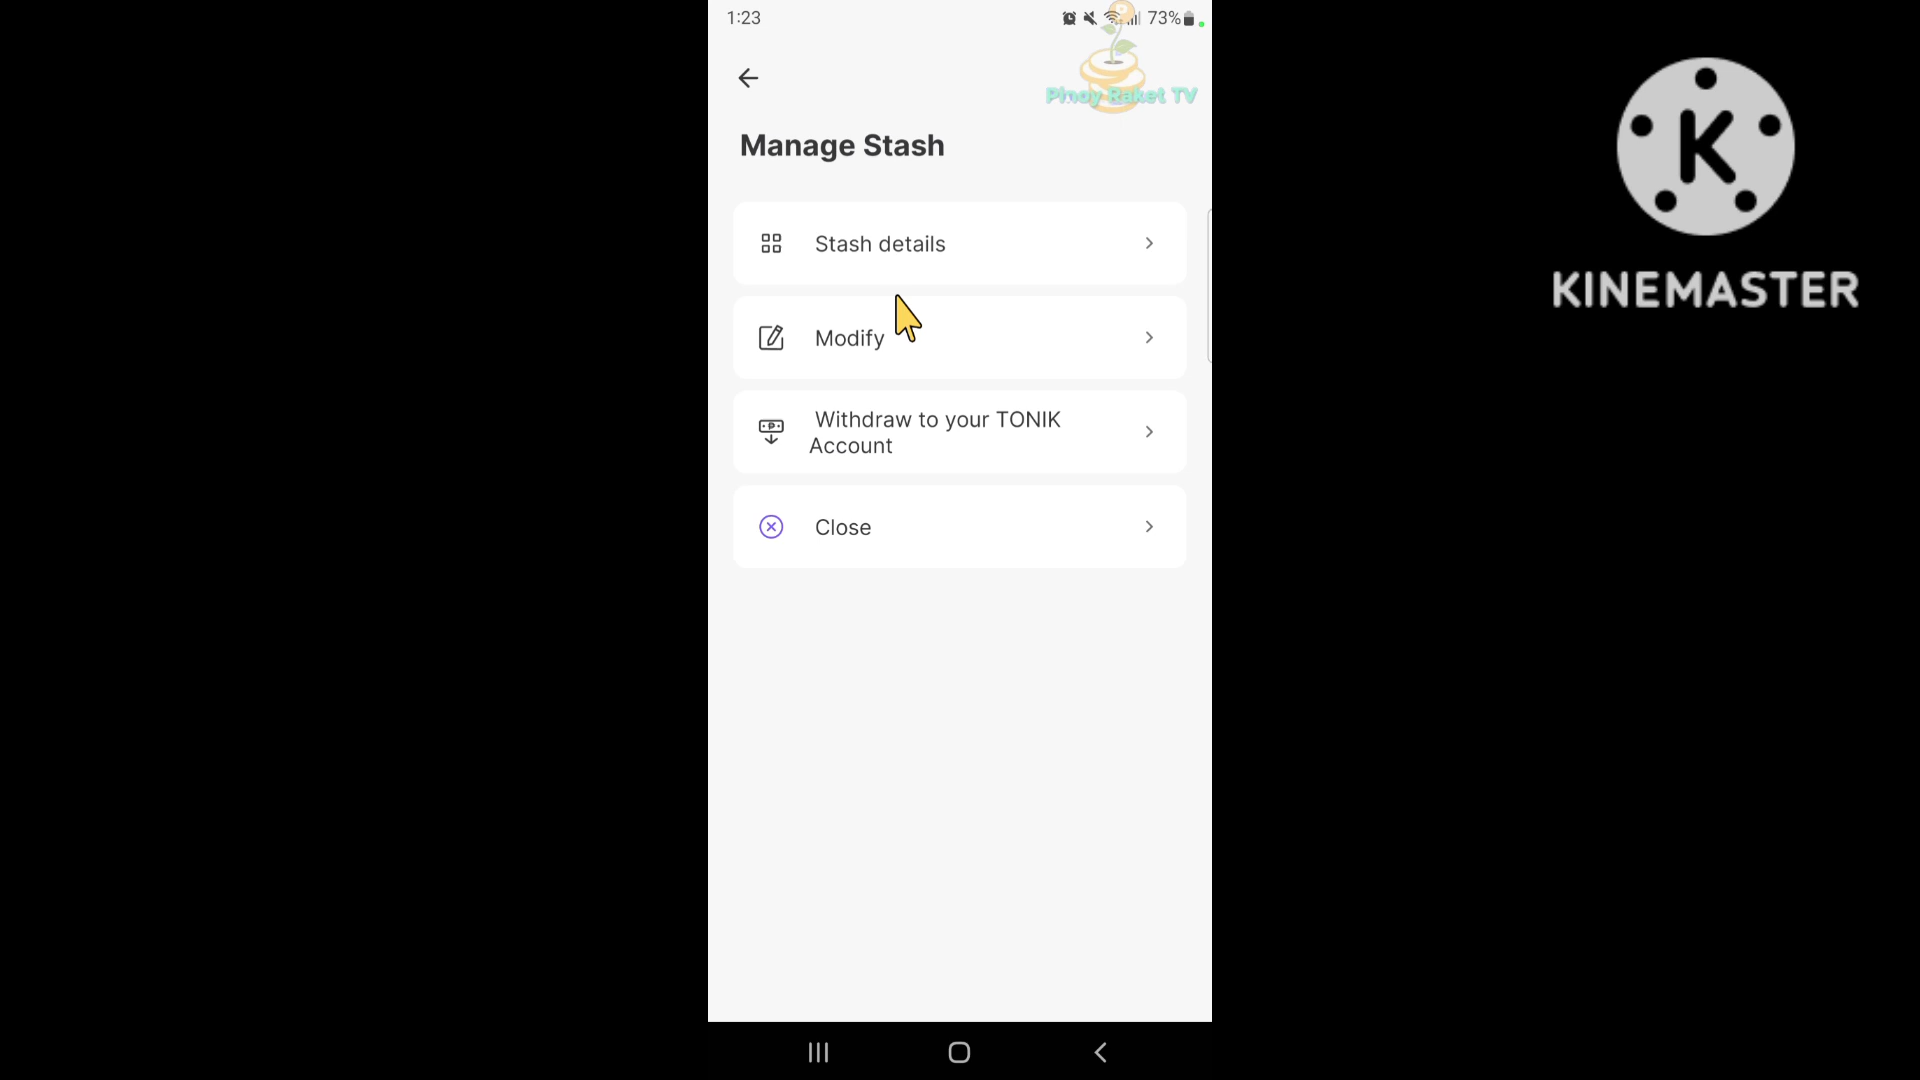 1:23
73%
Pinoy Raket TV
Manage Stash
Stash details
Modify
Withdraw to your TONIK
Account
Close
K
KINEMASTER